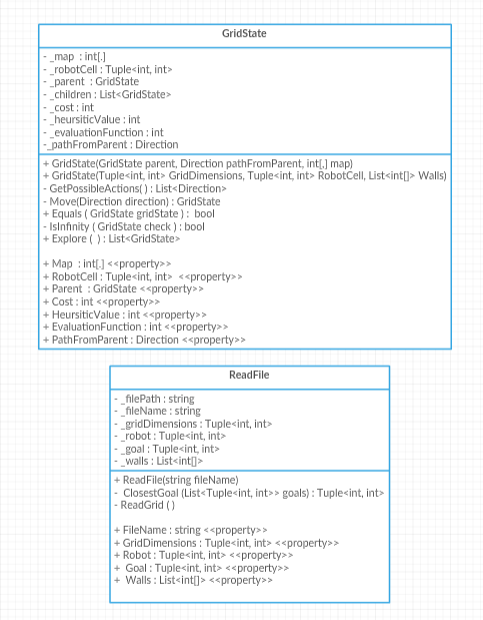 GridState
- _map : int[,]
- _robotCell : Tuple<int, int>
- _parent : GridState
- _children : List<GridState>
- _cost : int
- _heursiticValue : int
- _evaluationFunction : int
-_pathFromParent : Direction
+ GridState(GridState parent, Direction pathFromParent, int[,] map)
+ GridState(Tuple<int, int> GridDimensions, Tuple<int, int> RobotCell, List<int[]> Walls)
- GetPossibleActions( ) : List<Direction>
- Move(Direction direction) : GridState
+ Equals ( GridState gridState ) : bool
- IsInfinity ( GridState check ) : bool
+ Explore ( ) : List<GridState>
+ Map : int[,] <<property>>
+ RobotCell : Tuple<int, int> <<property>>
+ Parent : GridState <<property>>
+ Cost : int <<property>>
+ HeursiticValue : int <<property>>
+ EvaluationFunction : int <<property>>
+ PathFromParent : Direction <<property>>
ReadFile
- _filePath : string
- _fileName : string
- _gridDimensions : Tuple<int, int>
- _robot : Tuple<int, int>
- _goal : Tuple<int, int>
- _walls : List<int[]>
+ ReadFile(string fileName)
- ClosestGoal (List<Tuple<int, int>> goals) : Tuple<int, int>
- ReadGrid ( )
+ FileName : string <<property>>
+ GridDimensions : Tuple<int, int> <<property>>
+ Robot : Tuple<int, int> <<property>>
+ Goal : Tuple<int, int> <<property>>
+ Walls : List<int[]> <<property>>